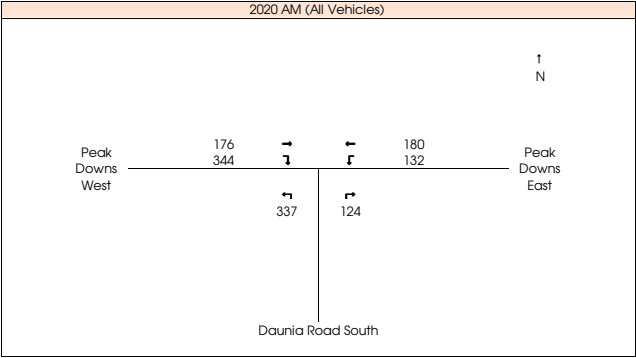 2020 AM (All Vehicles)
↑
N
176 → ← 180
344 ↴ 132
Peak
Downs
West
Peak
Downs
East
337 124
Daunia Road South